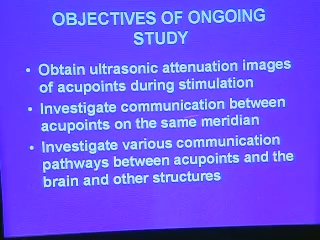 OBJECTIVES OF ONGOING
STUDY
• Obtain ultrasonic attenuation images
of acupoints during stimulation
• Investigate communication between
acupoints on the same meridian
• Investigate various communication
pathways between acupoints and the
brain and other structures